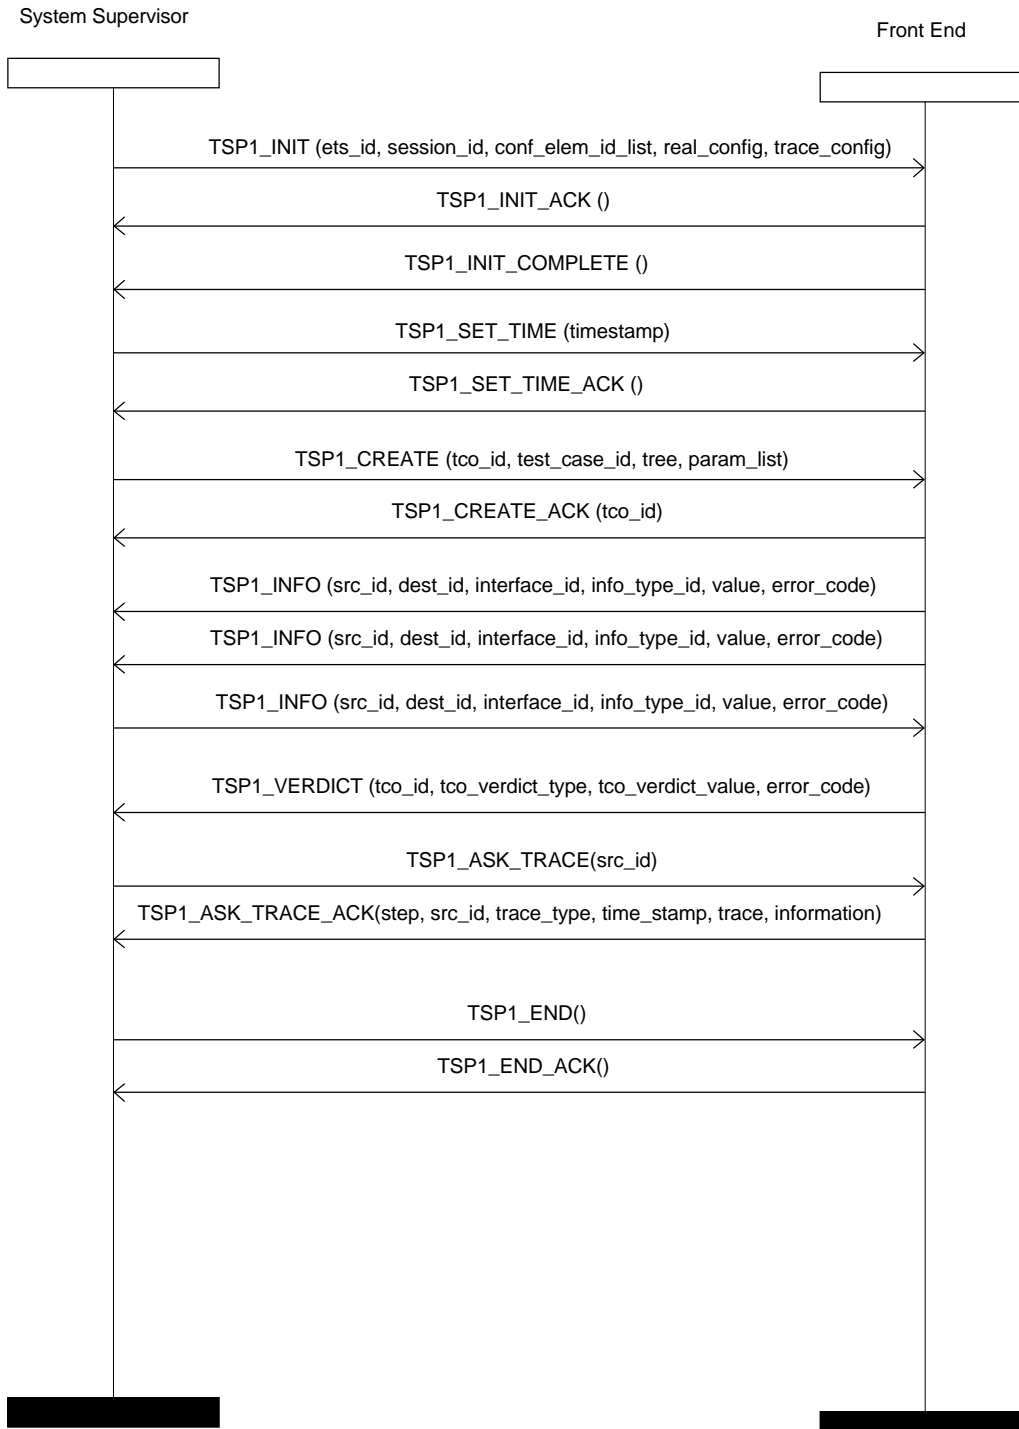 System Supervisor
Front End
TSP1_INIT (ets_id, session_id, conf_elem_id_list, real_config, trace_config)
TSP1_INIT_ACK ()
TSP1_INIT_COMPLETE ()
TSP1_SET_TIME (timestamp)
TSP1_SET_TIME_ACK ()
TSP1_CREATE (tco_id, test_case_id, tree, param_list)
TSP1_CREATE_ACK (tco_id)
TSP1_INFO (src_id, dest_id, interface_id, info_type_id, value, error_code)
TSP1_INFO (src_id, dest_id, interface_id, info_type_id, value, error_code)
TSP1_INFO (src_id, dest_id, interface_id, info_type_id, value, error_code)
TSP1_VERDICT (tco_id, tco_verdict_type, tco_verdict_value, error_code)
TSP1_ASK_TRACE(src_id)
TSP1_ASK_TRACE_ACK(step, src_id, trace_type, time_stamp, trace, information)
TSP1_END()
TSP1_END_ACK()